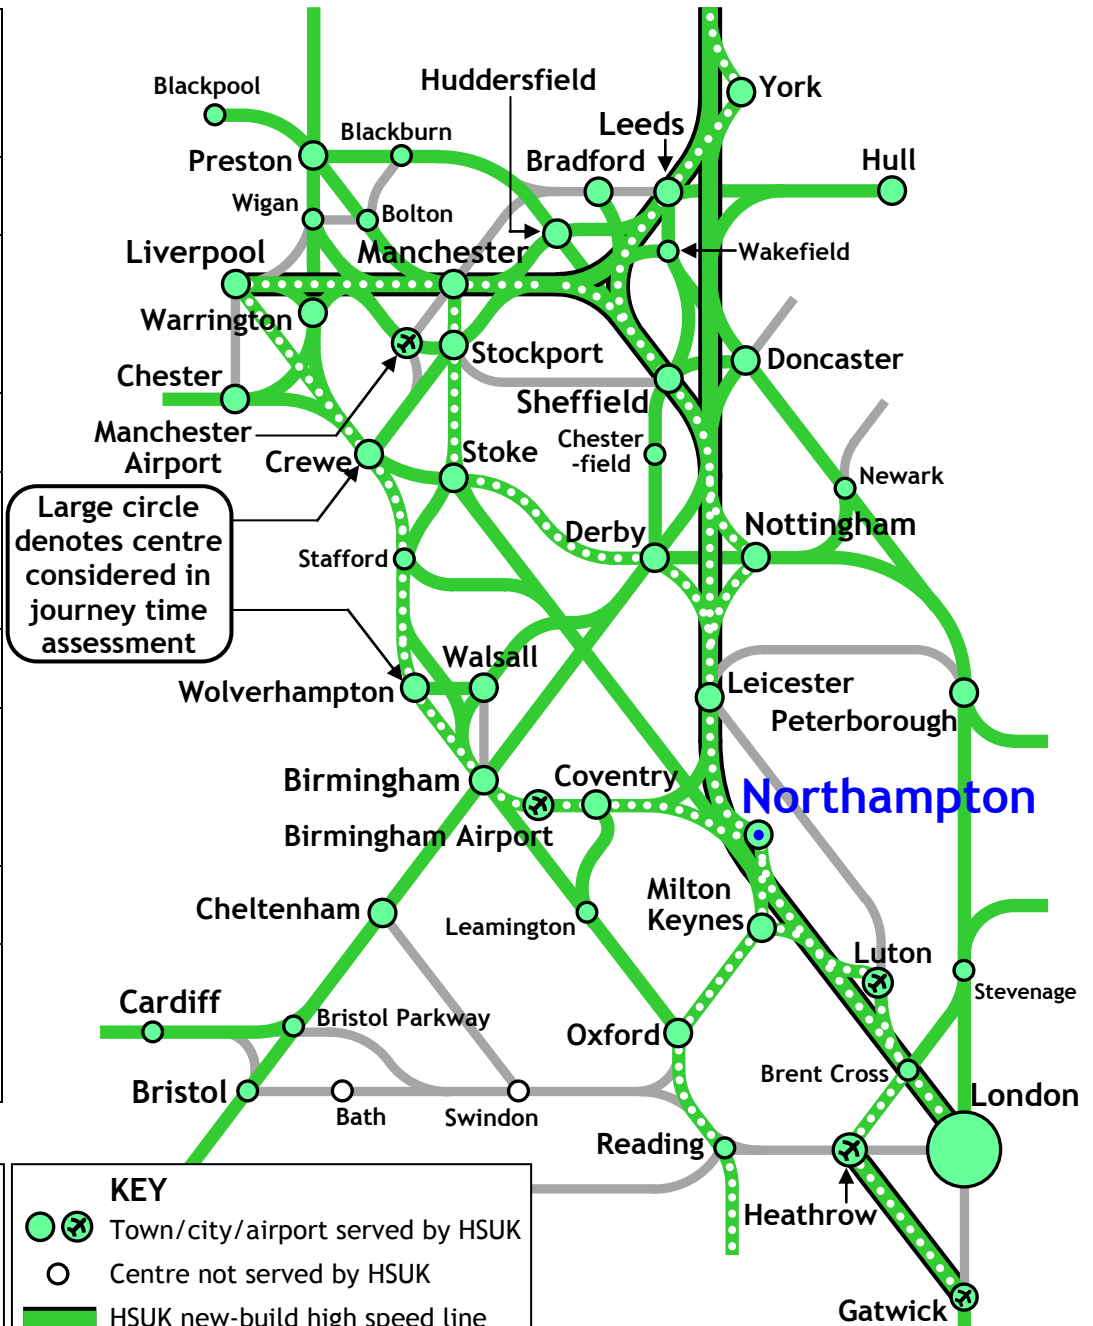 Huddersfield
Blackpool
York
Leeds
Blackburn
Preston
Bradford
Hull
Wigan
Bolton
Liverpool
Manchester
Wakefield
Warrington
Stockport
Doncaster
Chester
Sheffield
Manchester
Airport
Chester
-field
Crewe
Stoke
Newark
Large circle
denotes centre
considered in
journey time
assessment
Derby
Nottingham
Stafford
Walsall
Wolverhampton
Leicester
Peterborough
Birmingham
Coventry
Northampton
Birmingham Airport
Milton
Keynes
Cheltenham
Leamington
Luton
Cardiff
Bristol Parkway
Stevenage
Oxford
Brent Cross
Bristol
Bath
Swindon
London
Reading
Heathrow
Gatwick
KEY
Town/city/airport served by HSUK
Centre not served by HSUK
HSUK new-build high speed line